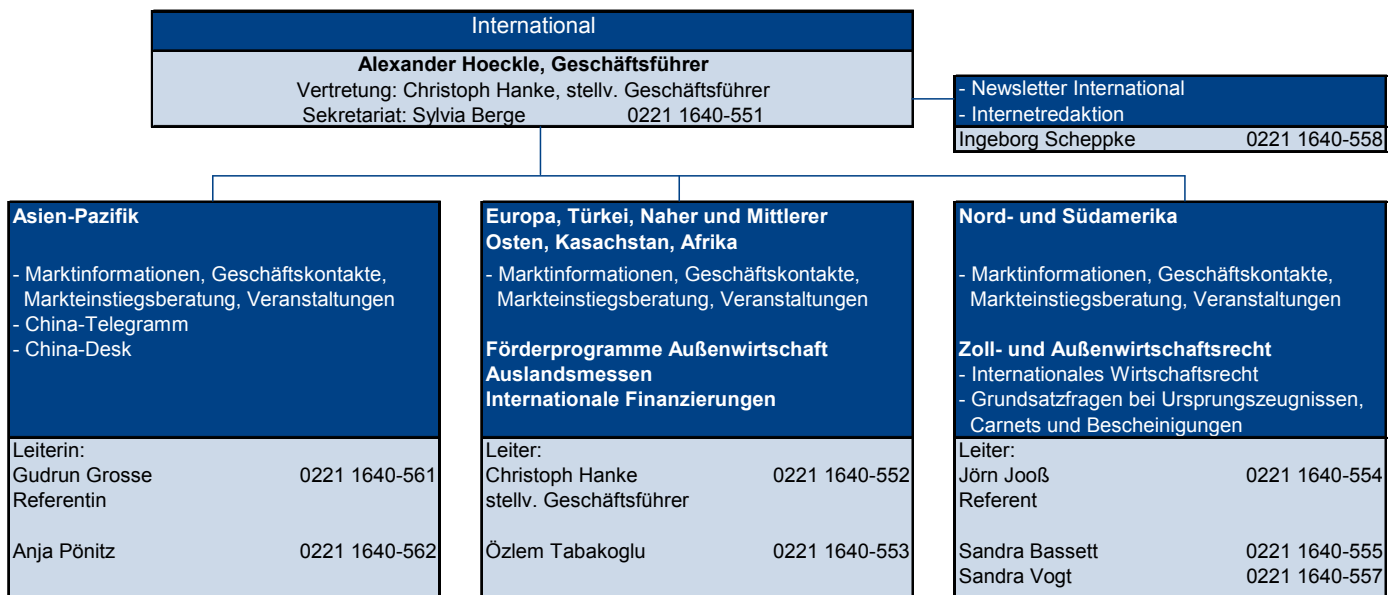 International
Alexander Hoeckle, Geschäftsführer
Vertretung: Christoph Hanke, stellv. Geschäftsführer
Sekretariat: Sylvia Berge 0221 1640-551
- Newsletter International
- Internetredaktion
Ingeborg Scheppke 0221 1640-558
Asien-Pazifik
- Marktinformationen, Geschäftskontakte,
Markteinstiegsberatung, Veranstaltungen
- China-Telegramm
- China-Desk
Leiterin:
Gudrun Grosse 0221 1640-561
Referentin
Anja Pönitz 0221 1640-562
Europa, Türkei, Naher und Mittlerer
Osten, Kasachstan, Afrika
- Marktinformationen, Geschäftskontakte,
Markteinstiegsberatung, Veranstaltungen
Förderprogramme Außenwirtschaft
Auslandsmessen
Internationale Finanzierungen
Leiter:
Christoph Hanke 0221 1640-552
stellv. Geschäftsführer
Özlem Tabakoglu 0221 1640-553
Nord- und Südamerika
- Marktinformationen, Geschäftskontakte,
Markteinstiegsberatung, Veranstaltungen
Zoll- und Außenwirtschaftsrecht
- Internationales Wirtschaftsrecht
- Grundsatzfragen bei Ursprungszeugnissen,
Carnets und Bescheinigungen
Leiter:
Jörn Jooß 0221 1640-554
Referent
Sandra Bassett 0221 1640-555
Sandra Vogt 0221 1640-557